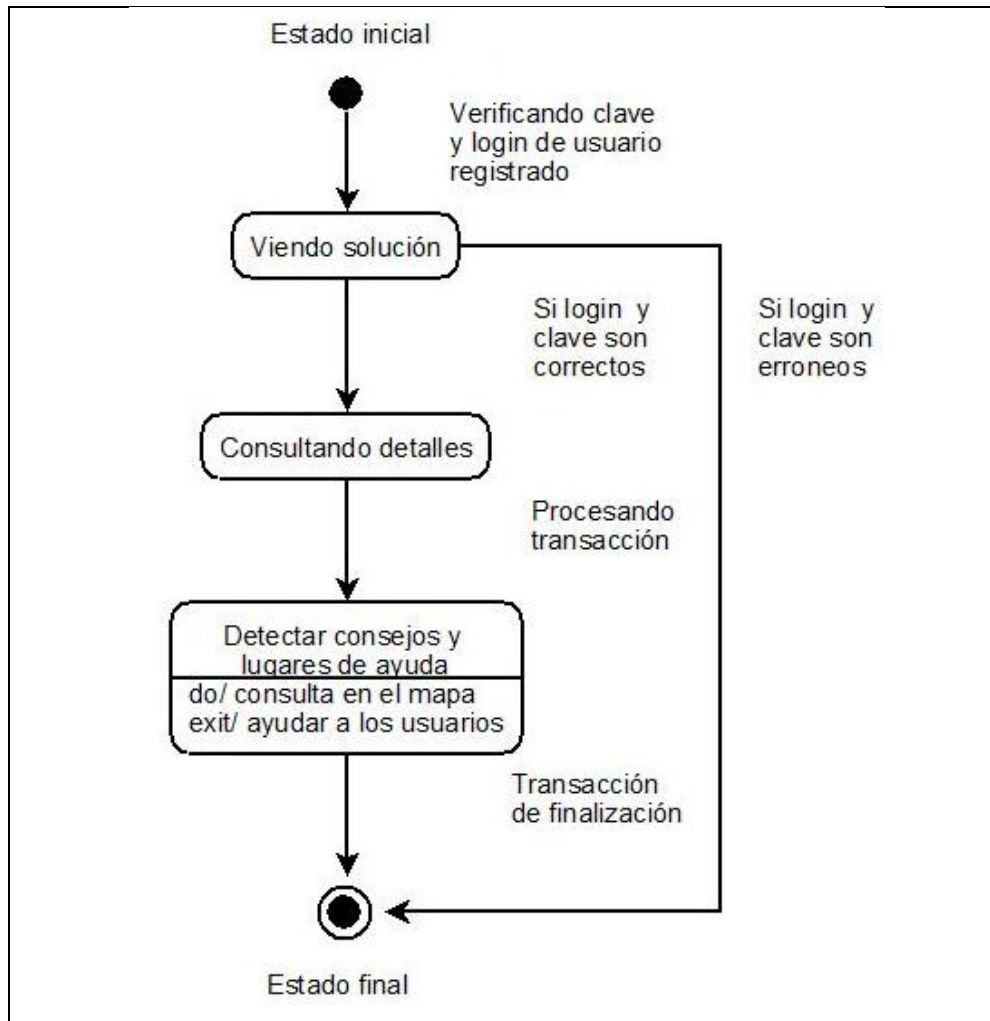 Estado inicial
Verificando clave
y login de usuario
registrado
Viendo solución
Si login y
clave son
correctos
Si login y
clave son
erroneos
Consultando detalles
Procesando
transacción
Detectar consejos y
lugares de ayuda
do/ consulta en el mapa
exit/ ayudar a los usuarios
Transacción
de finalización
Estado final